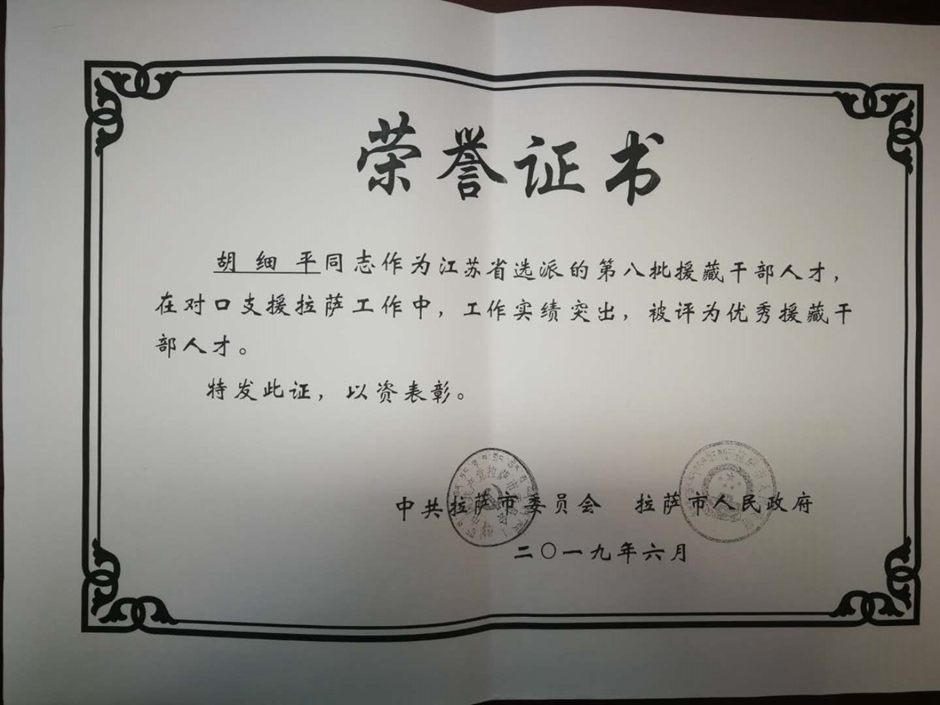 荣誉证书
胡细平同志作为江苏省选派的第八批援藏干部人才，
在对口支援拉萨工作中，工作实绩突出，被评为优秀援藏干
部人才。
特发此证，以资表彰。
中共拉萨市委员会 拉萨市人民政府
二〇一九年六月